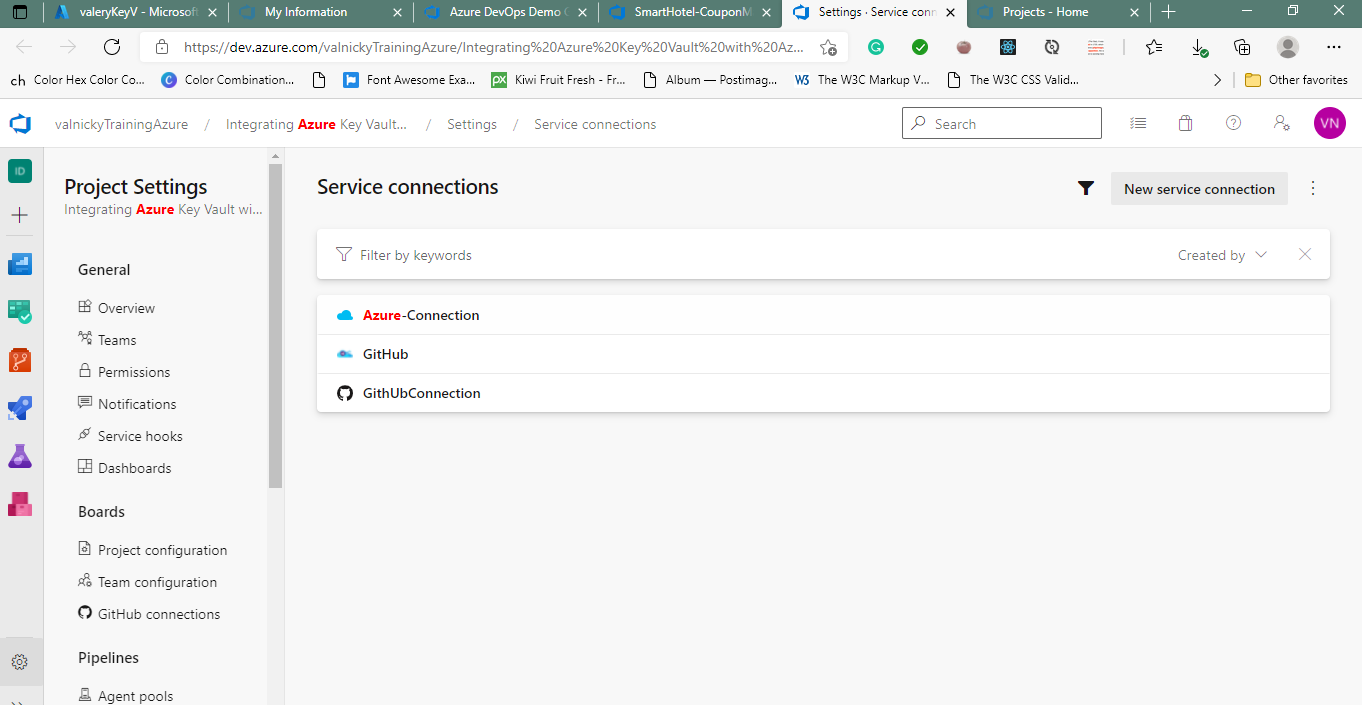 valeryKeyV - Microsoft
My Information
Azure DevOps Demo
SmartHotel-CouponM
Settings · Service conn
Projects - Home
https://dev.azure.com/valnickyTrainingAzure/Integrating%20Azure%20Key%20Vault%20with%20Az...
ch Color Hex Color Co...
C Color Combination...
Font Awesome Exa...
px Kiwi Fruit Fresh - Fr...
Album — Postimag...
W3 The W3C Markup V...
The W3C CSS Valid...
Other favorites
valnickyTrainingAzure / Integrating Azure Key Vault... / Settings / Service connections
Search
VN
ID
Project Settings
Integrating Azure Key Vault wi...
General
Overview
Teams
Permissions
Notifications
Service hooks
Dashboards
Boards
Project configuration
Team configuration
GitHub connections
Pipelines
Agent pools
Service connections
New service connection
Filter by keywords
Created by
Azure-Connection
GitHub
GithUbConnection